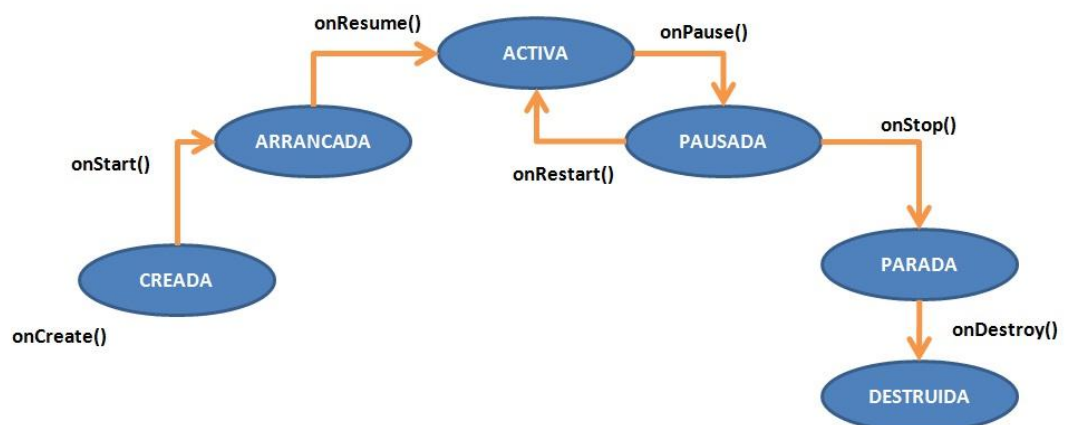 onResume()
ACTIVA
onPause()
ARRANCADA
PAUSADA
onStop()
onStart()
onRestart()
CREADA
PARADA
onCreate()
onDestroy()
DESTRUIDA